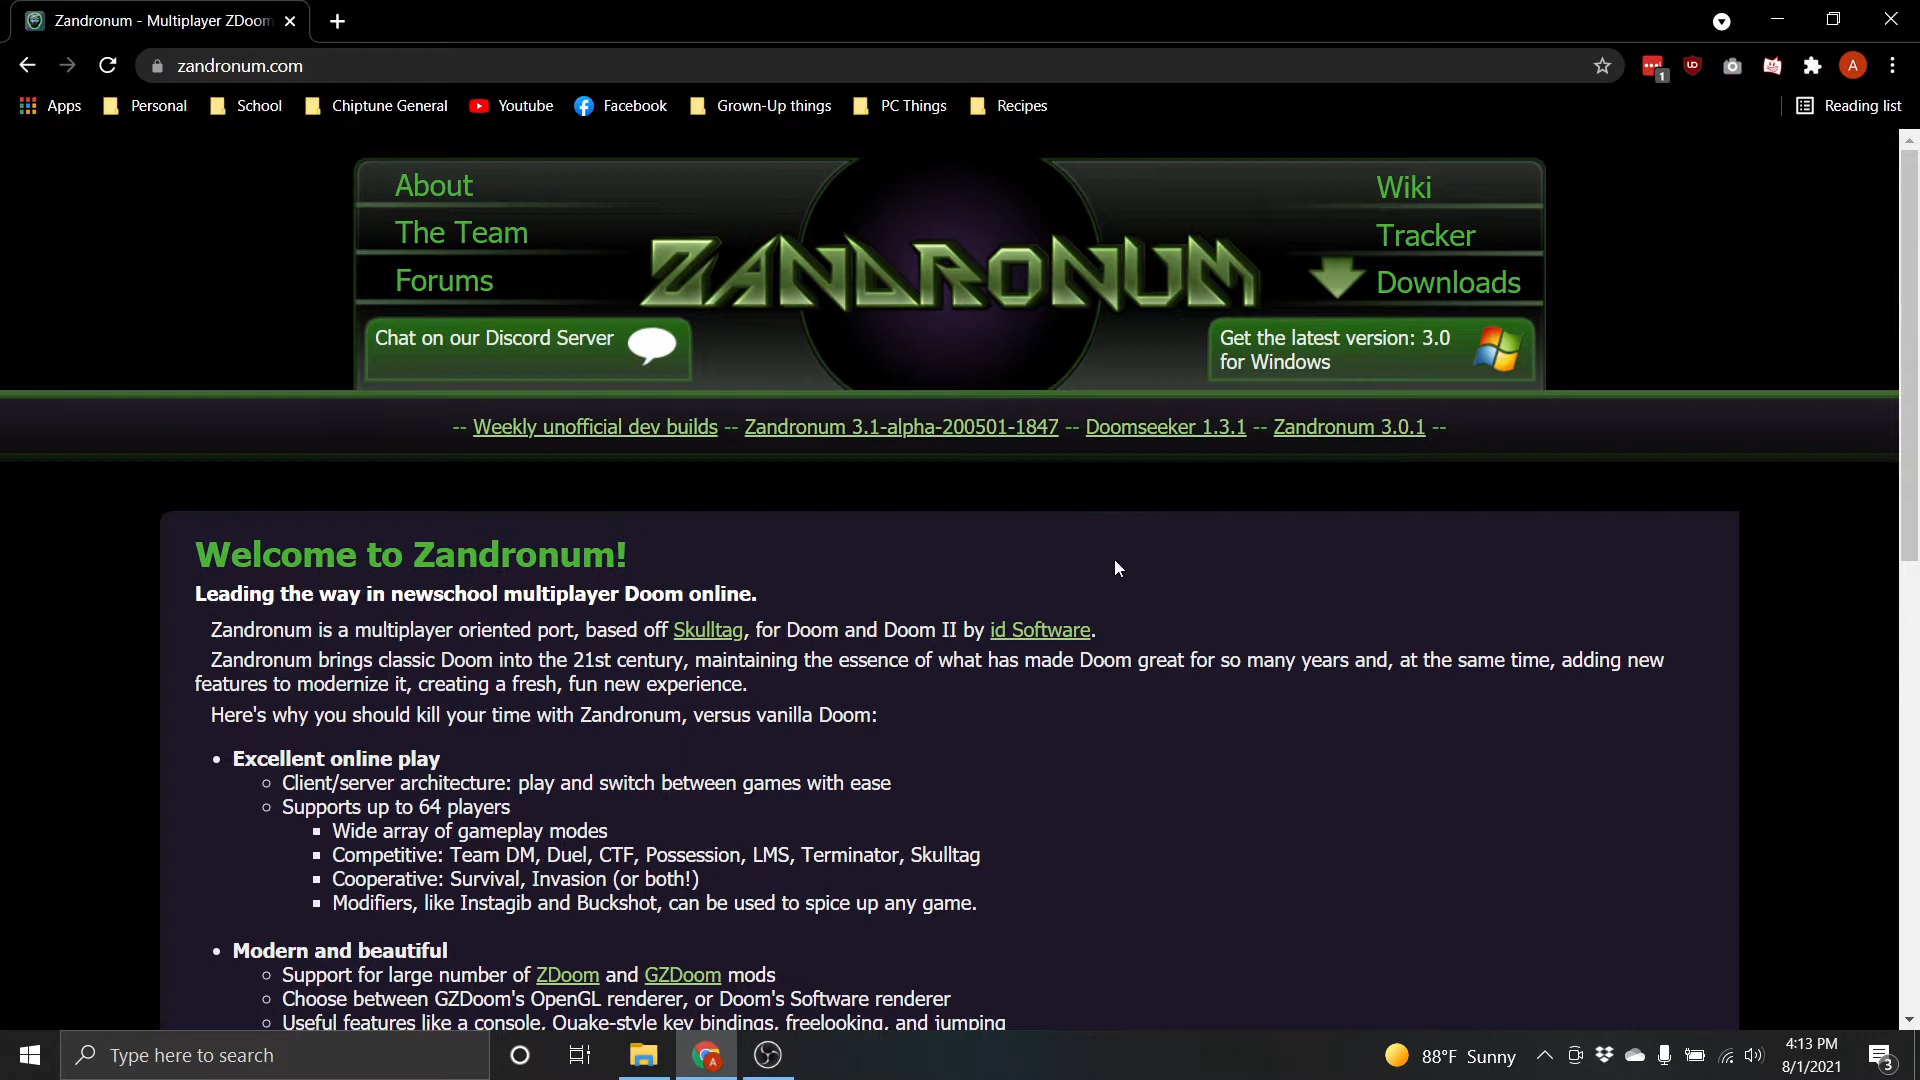 Zandronum - Multiplayer ZDoom
zandronum.com
1
A
Apps
Personal
School
Chiptune General
Youtube
Facebook
Grown-Up things
PC Things
Recipes
Reading list
About
The Team
Forums
Chat on our Discord Server
ZANDRONUM
Wiki
Tracker
Downloads
Get the latest version: 3.0
for Windows
-- Weekly unofficial dev builds -- Zandronum 3.1-alpha-200501-1847 -- Doomseeker 1.3.1 -- Zandronum 3.0.1 --
Welcome to Zandronum!
Leading the way in newschool multiplayer Doom online.
Zandronum is a multiplayer oriented port, based off Skulltag, for Doom and Doom II by id Software.
Zandronum brings classic Doom into the 21st century, maintaining the essence of what has made Doom great for so many years and, at the same time, adding new
features to modernize it, creating a fresh, fun new experience.
Here's why you should kill your time with Zandronum, versus vanilla Doom:
Excellent online play
Client/server architecture: play and switch between games with ease
Supports up to 64 players
Wide array of gameplay modes
Competitive: Team DM, Duel, CTF, Possession, LMS, Terminator, Skulltag
Cooperative: Survival, Invasion (or both!)
Modifiers, like Instagib and Buckshot, can be used to spice up any game.
Modern and beautiful
Support for large number of ZDoom and GZDoom mods
Choose between GZDoom's OpenGL renderer, or Doom's Software renderer
Useful features like a console, Quake-style key bindings, freelooking, and jumping
Type here to search
A
88°F Sunny
4:13 PM
8/1/2021
3